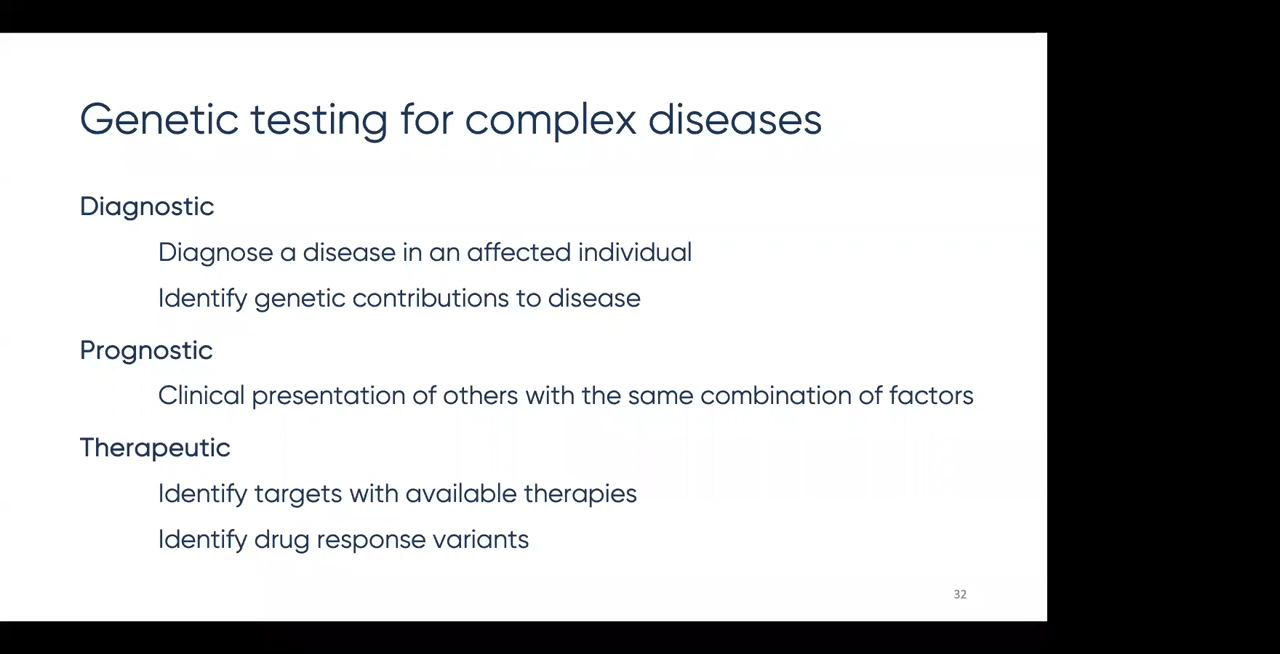 Genetic testing for complex diseases
Diagnostic
Diagnose a disease in an affected individual
Identify genetic contributions to disease
Prognostic
Clinical presentation of others with the same combination of factors
Therapeutic
Identify targets with available therapies
Identify drug response variants
32